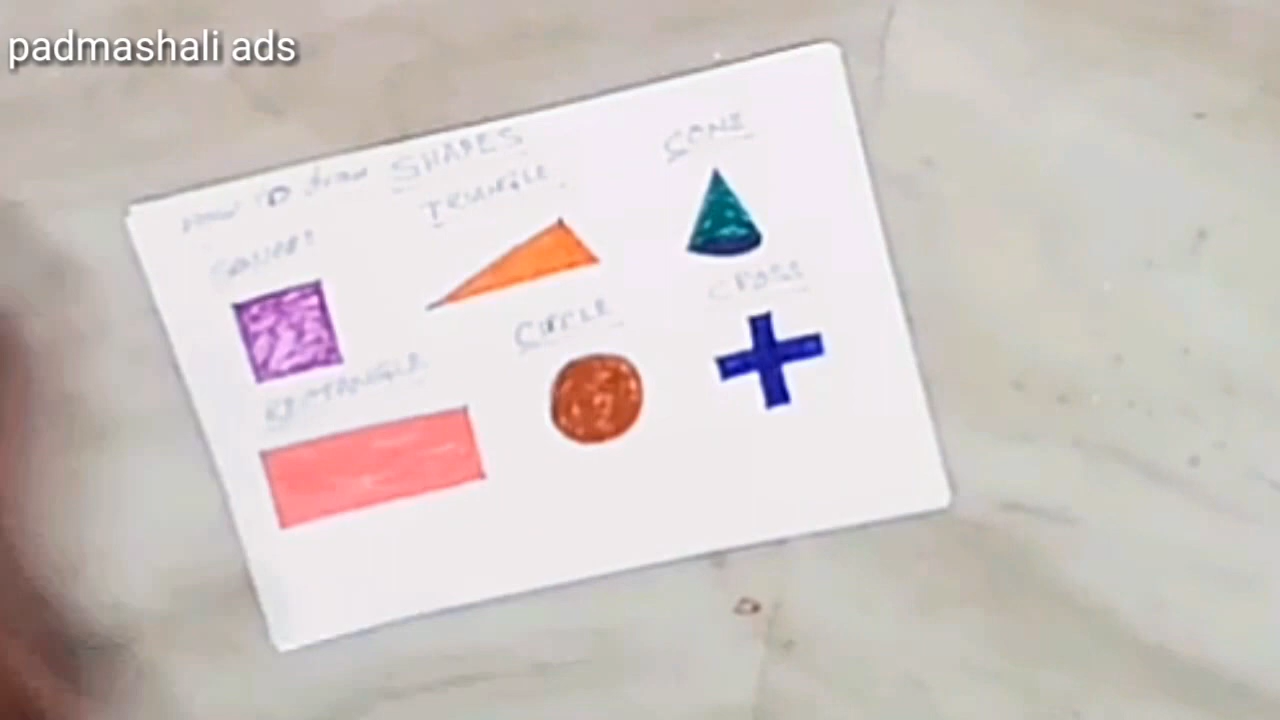 padmashali ads
HOW TO draw SHAPES
SQUARE
TRIANGLE
CONE
RECTANGLE
CIRCLE
CROSS